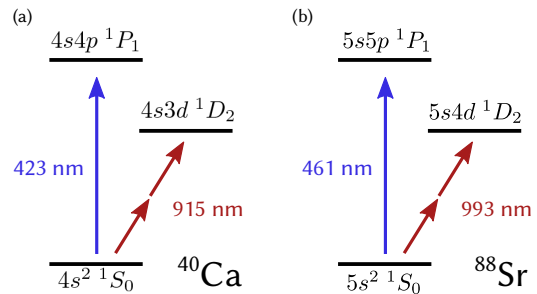 (a)
4s4p ¹P₁
4s3d ¹D₂
423 nm
915 nm
4s² ¹S₀
⁴⁰Ca
(b)
5s5p ¹P₁
5s4d ¹D₂
461 nm
993 nm
5s² ¹S₀
⁸⁸Sr